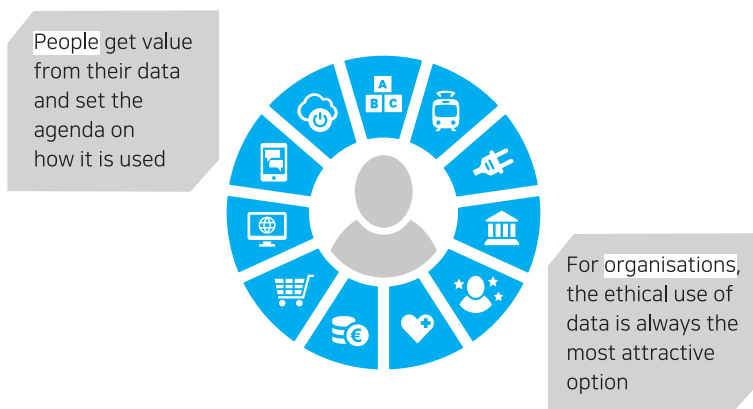 People get value
from their data
and set the
agenda on
how it is used
A
B C
€
For organisations,
the ethical use of
data is always the
most attractive
option